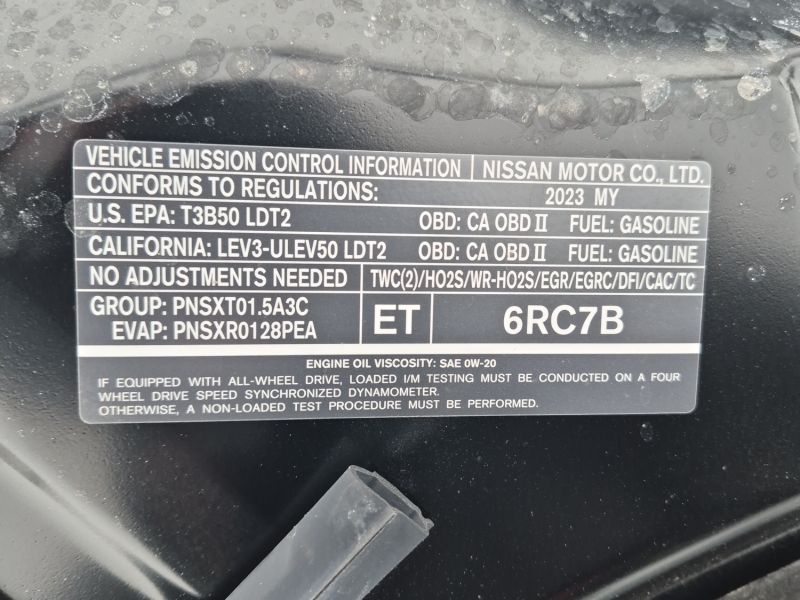 VEHICLE EMISSION CONTROL INFORMATION NISSAN MOTOR CO., LTD.
CONFORMS TO REGULATIONS: 2023 MY
U.S. EPA: T3B50 LDT2 OBD: CA OBD II FUEL: GASOLINE
CALIFORNIA: LEV3-ULEV50 LDT2 OBD: CA OBD II FUEL: GASOLINE
NO ADJUSTMENTS NEEDED TWC(2)/HO2S/WR-HO2S/EGR/EGRC/DFI/CAC/TC
GROUP: PNSXT01.5A3C
EVAP: PNSXR0128PEA
ET 6RC7B
ENGINE OIL VISCOSITY: SAE 0W-20
IF EQUIPPED WITH ALL-WHEEL DRIVE, LOADED I/M TESTING MUST BE CONDUCTED ON A FOUR
WHEEL DRIVE SPEED SYNCHRONIZED DYNAMOMETER.
OTHERWISE, A NON-LOADED TEST PROCEDURE MUST BE PERFORMED.